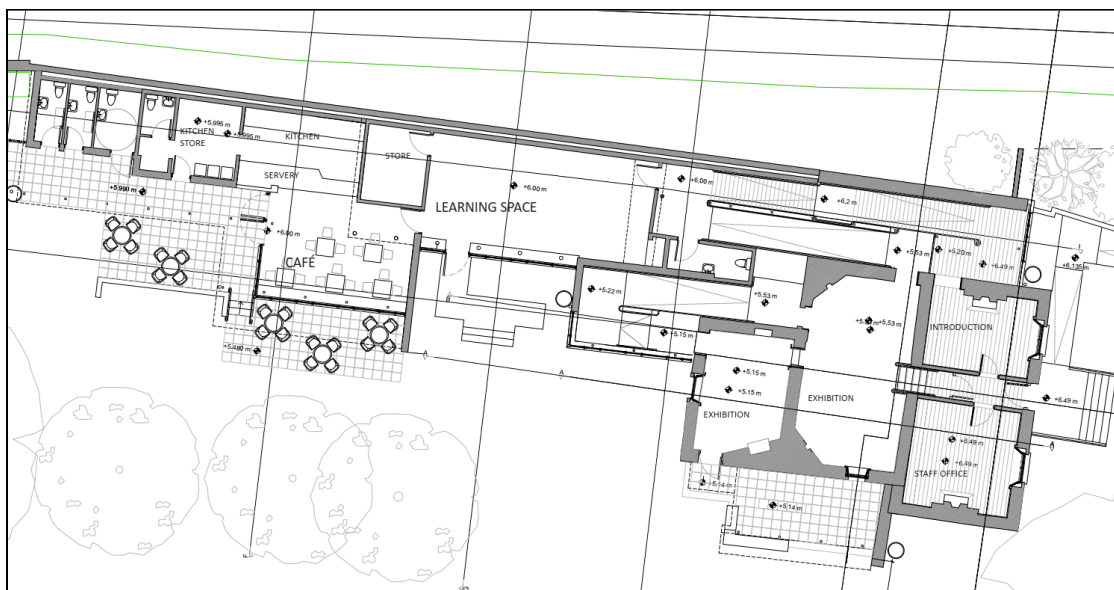 +5.995 m
+5.995 m
KITCHEN
STORE
KITCHEN
STORE
SERVERY
+5.990 m
+6.00 m
+6.00 m
+6.00 m
LEARNING SPACE
CAFÉ
+6.2 m
+5.53 m
+5.20 m
+6.49 m
+6.135 m
+5.22 m
+5.53 m
+5.53 m
INTRODUCTION
+5.15 m
+5.480 m
+5.15 m
+5.15 m
EXHIBITION
EXHIBITION
+6.49 m
+6.49 m
+6.49 m
STAFF OFFICE
+5.14 m
+5.14 m
A
A
A